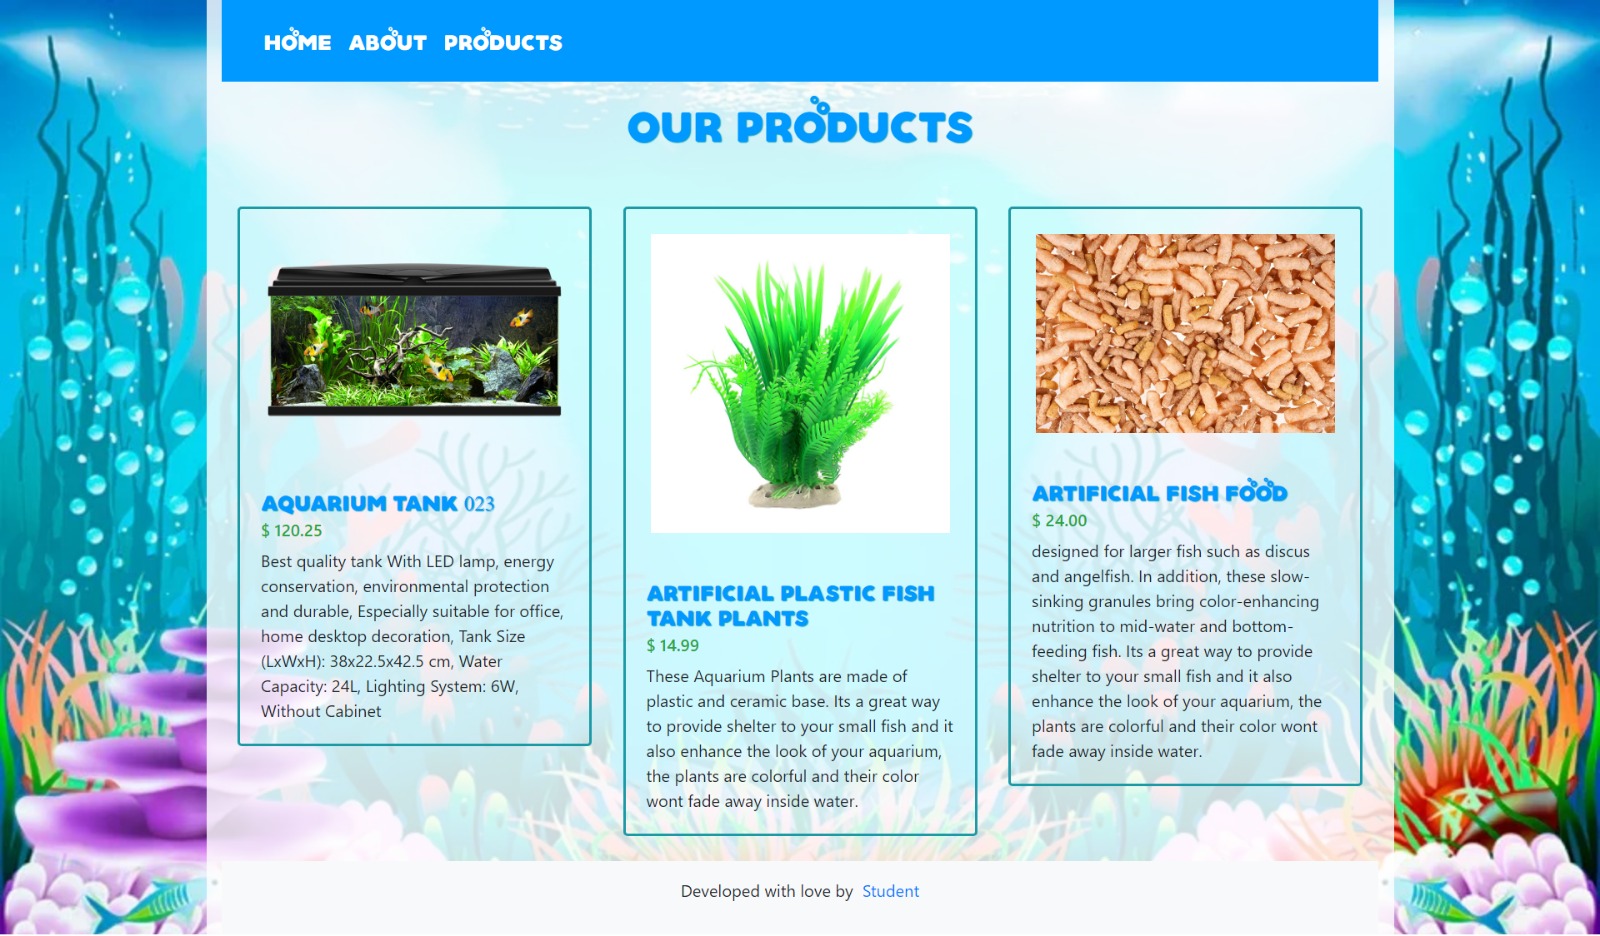 HOME ABOUT PRODUCTS
OUR PRODUCTS
AQUARIUM TANK 023
$ 120.25
Best quality tank With LED lamp, energy
conservation, environmental protection
and durable, Especially suitable for office,
home desktop decoration, Tank Size
(LxWxH): 38x22.5x42.5 cm, Water
Capacity: 24L, Lighting System: 6W,
Without Cabinet
ARTIFICIAL PLASTIC FISH
TANK PLANTS
$ 14.99
These Aquarium Plants are made of
plastic and ceramic base. Its a great way
to provide shelter to your small fish and it
also enhance the look of your aquarium,
the plants are colorful and their color
wont fade away inside water.
ARTIFICIAL FISH FOOD
$ 24.00
designed for larger fish such as discus
and angelfish. In addition, these slow-
sinking granules bring color-enhancing
nutrition to mid-water and bottom-
feeding fish. Its a great way to provide
shelter to your small fish and it also
enhance the look of your aquarium, the
plants are colorful and their color wont
fade away inside water.
Developed with love by Student